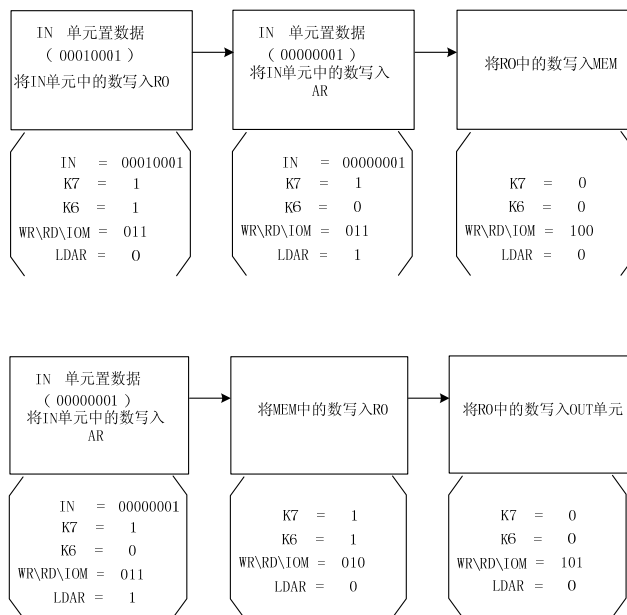 IN 单元置数据
( 00010001 )
将IN单元中的数写入R0
IN 单元置数据
( 00000001 )
将IN单元中的数写入
AR
将R0中的数写入MEM
IN = 00010001
K7 = 1
K6 = 1
WR\RD\IOM = 011
LDAR = 0
IN = 00000001
K7 = 1
K6 = 0
WR\RD\IOM = 011
LDAR = 1
K7 = 0
K6 = 0
WR\RD\IOM = 100
LDAR = 0
IN 单元置数据
( 00000001 )
将IN单元中的数写入
AR
将MEM中的数写入R0
将R0中的数写入OUT单元
IN = 00000001
K7 = 1
K6 = 0
WR\RD\IOM = 011
LDAR = 1
K7 = 1
K6 = 1
WR\RD\IOM = 010
LDAR = 0
K7 = 0
K6 = 0
WR\RD\IOM = 101
LDAR = 0